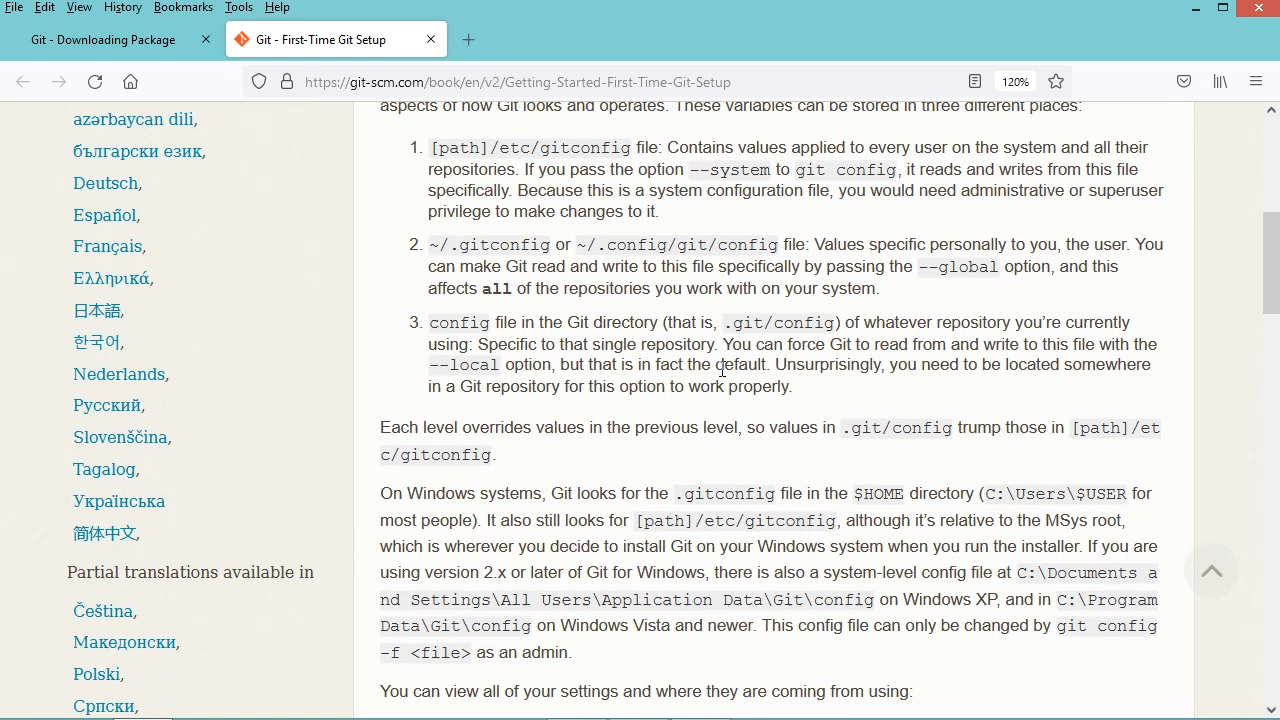 File Edit View History Bookmarks Tools Help
Git - Downloading Package
Git - First-Time Git Setup
https://git-scm.com/book/en/v2/Getting-Started-First-Time-Git-Setup
120%
azərbaycan dili,
български език,
Deutsch,
Español,
Français,
Ελληνικά,
日本語,
한국어,
Nederlands,
Русский,
Slovenščina,
Tagalog,
Українська
简体中文,
Partial translations available in
Čeština,
Македонски,
Polski,
Српски,
aspects of how Git looks and operates. These variables can be stored in three different places:
1. [path]/etc/gitconfig file: Contains values applied to every user on the system and all their
repositories. If you pass the option --system to git config, it reads and writes from this file
specifically. Because this is a system configuration file, you would need administrative or superuser
privilege to make changes to it.
2. ~/.gitconfig or ~/.config/git/config file: Values specific personally to you, the user. You
can make Git read and write to this file specifically by passing the --global option, and this
affects all of the repositories you work with on your system.
3. config file in the Git directory (that is, .git/config) of whatever repository you’re currently
using: Specific to that single repository. You can force Git to read from and write to this file with the
--local option, but that is in fact the default. Unsurprisingly, you need to be located somewhere
in a Git repository for this option to work properly.
Each level overrides values in the previous level, so values in .git/config trump those in [path]/et
c/gitconfig.
On Windows systems, Git looks for the .gitconfig file in the $HOME directory (C:\Users\$USER for
most people). It also still looks for [path]/etc/gitconfig, although it’s relative to the MSys root,
which is wherever you decide to install Git on your Windows system when you run the installer. If you are
using version 2.x or later of Git for Windows, there is also a system-level config file at C:\Documents a
nd Settings\All Users\Application Data\Git\config on Windows XP, and in C:\Program
Data\Git\config on Windows Vista and newer. This config file can only be changed by git config
-f <file> as an admin.
You can view all of your settings and where they are coming from using: